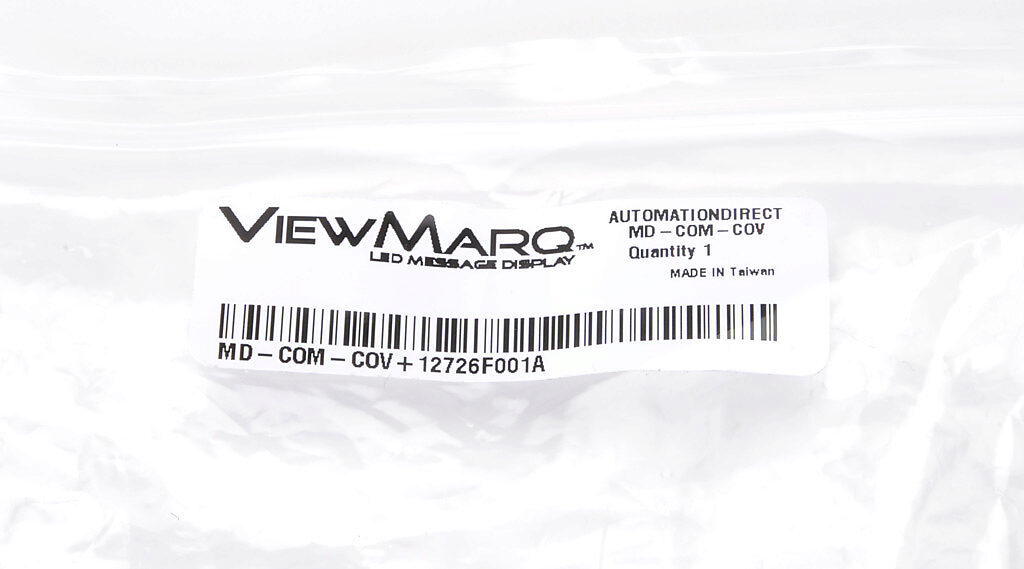 VIEWMARQ™
LED MESSAGE DISPLAY
AUTOMATIONDIRECT
MD-COM-COV
Quantity 1
MADE IN Taiwan
MD-COM-COV+12726F001A